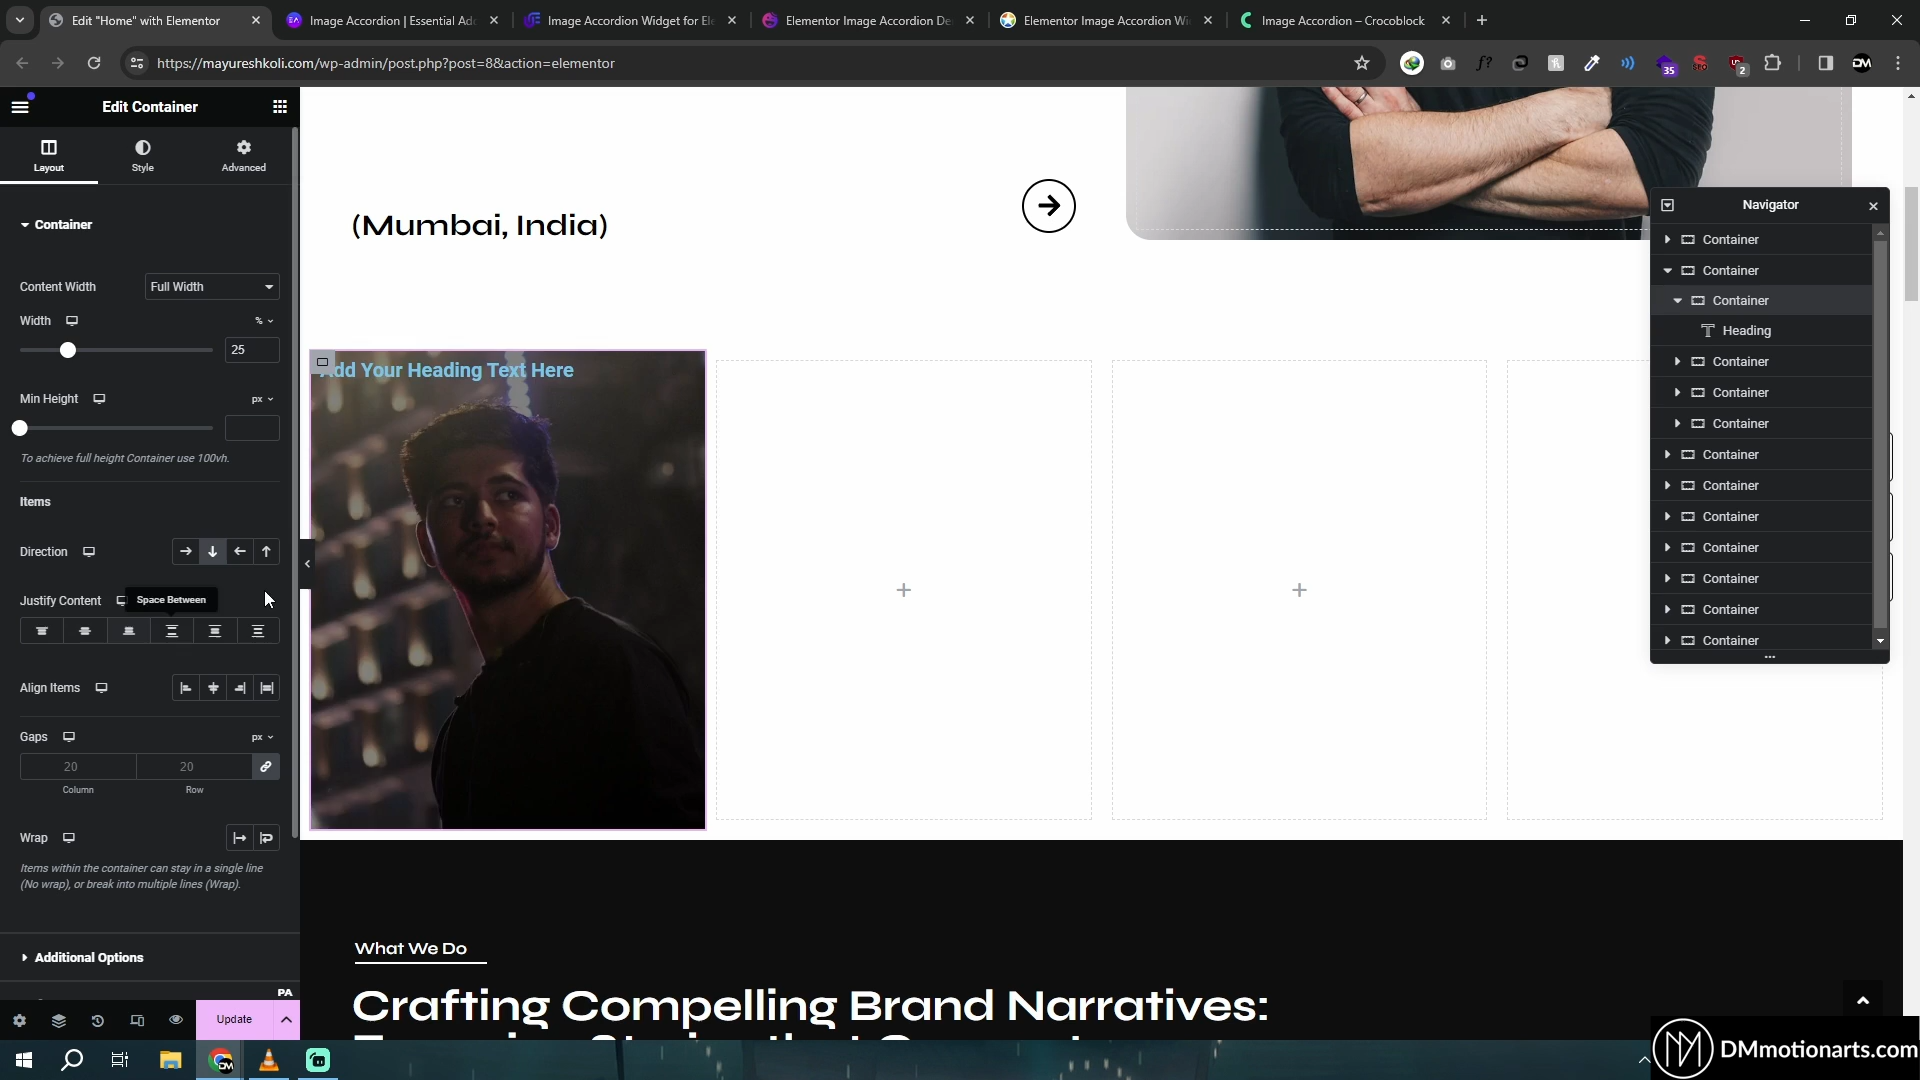 Edit "Home" with Elementor
Image Accordion | Essential Ad
Image Accordion Widget for Ele
Elementor Image Accordion De
Elementor Image Accordion Wi
Image Accordion – Crocoblock
https://mayureshkoli.com/wp-admin/post.php?post=8&action=elementor
35
2
DM
Edit Container
Layout
Style
Advanced
Container
Content Width
Full Width
Width
%
25
Min Height
px
To achieve full height Container use 100vh.
Items
Direction
Justify Content
Space Between
Align Items
Gaps
px
20
20
Column
Row
Wrap
Items within the container can stay in a single line
(No wrap), or break into multiple lines (Wrap).
Additional Options
PA
Update
(Mumbai, India)
Add Your Heading Text Here
What We Do
Crafting Compelling Brand Narratives:
Navigator
Container
Container
Container
Heading
Container
Container
Container
Container
Container
Container
Container
Container
Container
Container
DMmotionarts.com